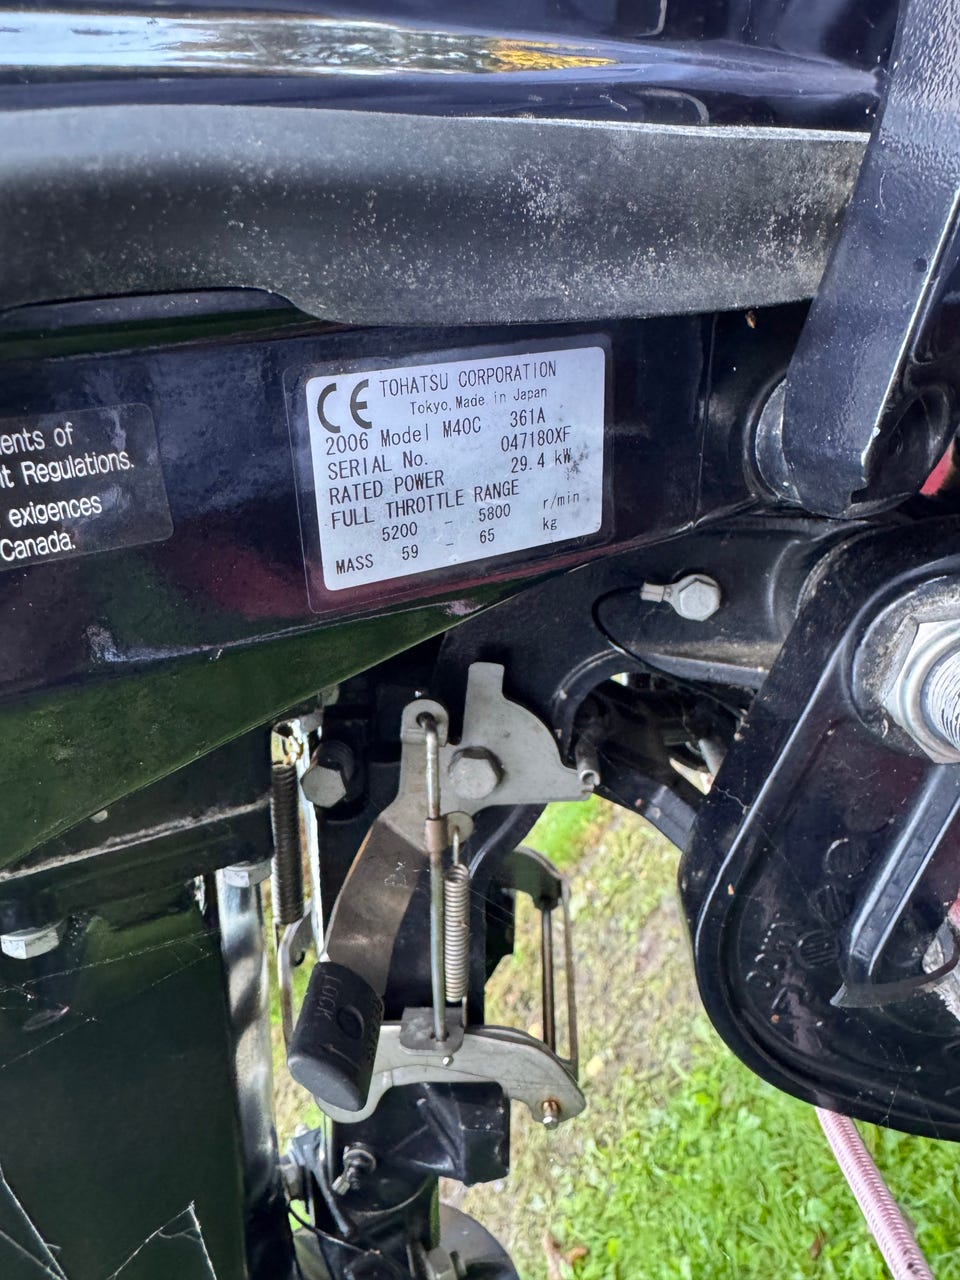 CE TOHATSU CORPORATION
Tokyo, Made in Japan
2006 Model M40C 361A
SERIAL No. 047180XF
RATED POWER 29.4 kW
FULL THROTTLE RANGE
5200 - 5800 r/min
MASS 59 - 65 kg
ents of
t Regulations.
exigences
Canada.
LOCK